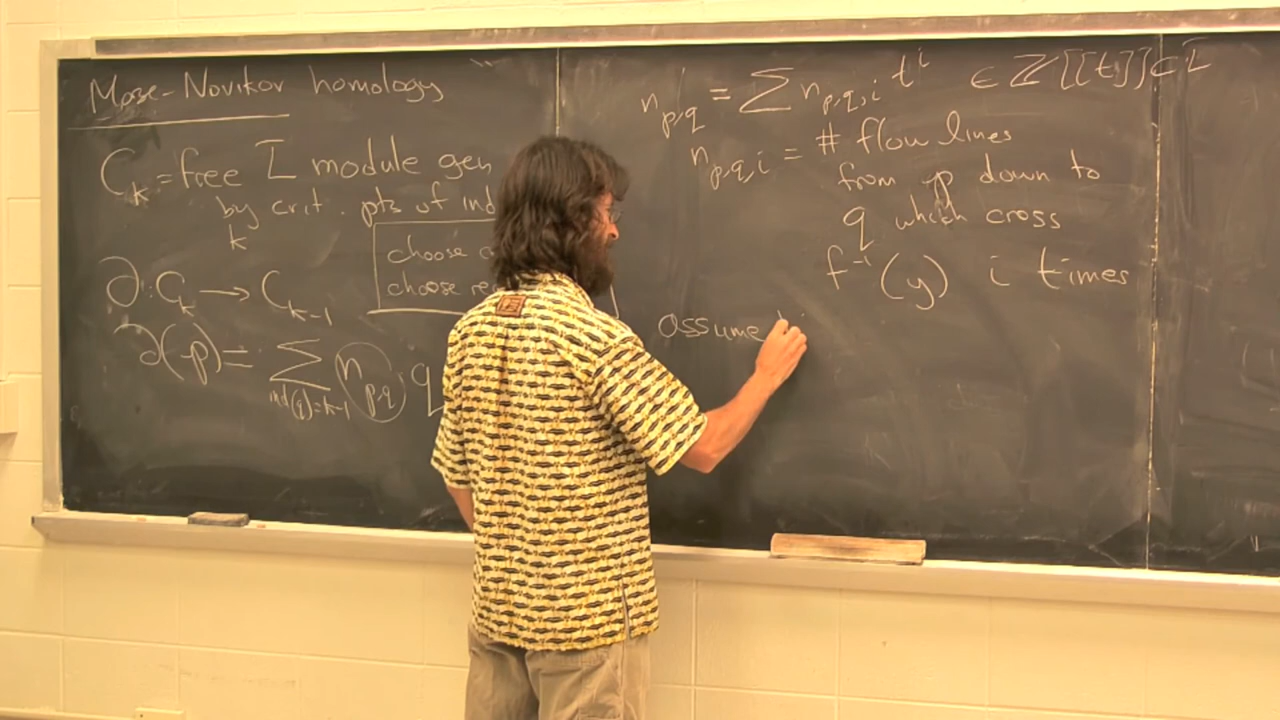 Morse-Novikov homology
C_k = free L module gen
by crit. pts of ind
k
choose
choose
∂: C_k → C_{k-1}
∂(p) = Σ_{ind(q)=k-1} n_{p,q} q
n_{p,q} = Σ n_{p,q,i} t^i ∈ Z[[t]] ⊂ L
n_{p,q,i} = # flow lines
from p down to
q which cross
f^{-1}(y) i times
assume